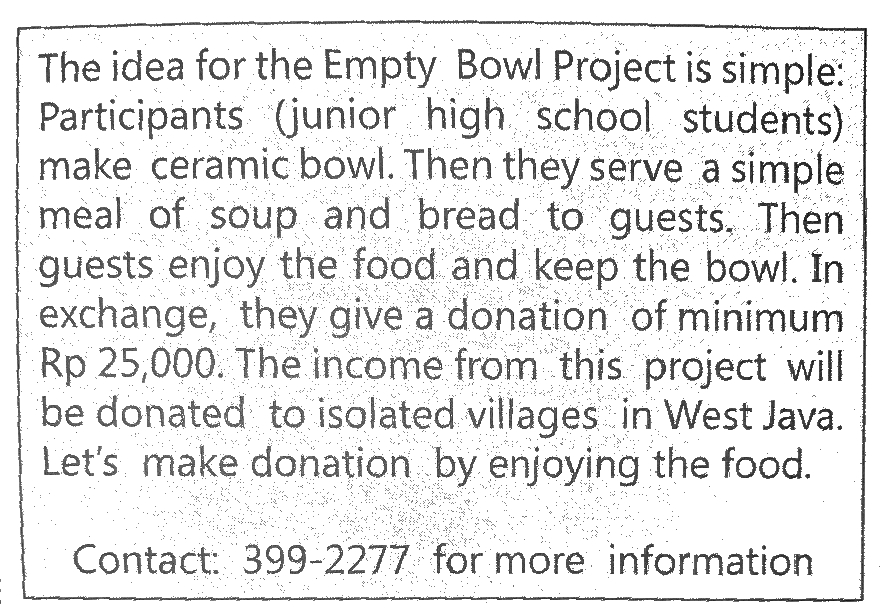 The idea for the Empty Bowl Project is simple:
Participants (junior high school students)
make ceramic bowl. Then they serve a simple
meal of soup and bread to guests. Then
guests enjoy the food and keep the bowl. In
exchange, they give a donation of minimum
Rp 25,000. The income from this project will
be donated to isolated villages in West Java.
Let's make donation by enjoying the food.
Contact: 399-2277 for more information